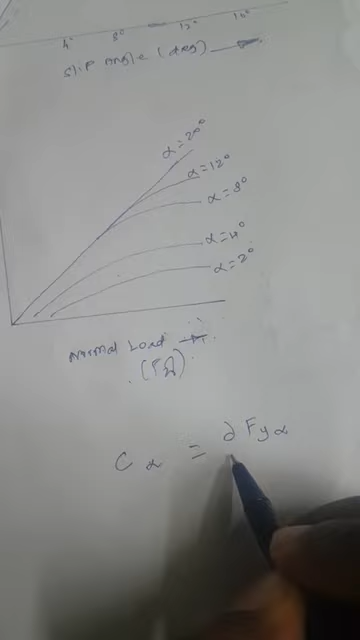 4° 8° 12° 16°
Slip Angle (deg)
α=20°
α=12°
α=8°
α=4°
α=2°
Normal Load
(Fz)
Cα = ∂Fyα